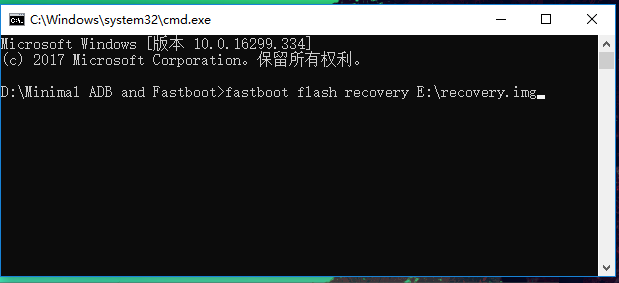 C:\Windows\system32\cmd.exe
Microsoft Windows [版本 10.0.16299.334]
(c) 2017 Microsoft Corporation。保留所有权利。
D:\Minimal ADB and Fastboot>fastboot flash recovery E:\recovery.img